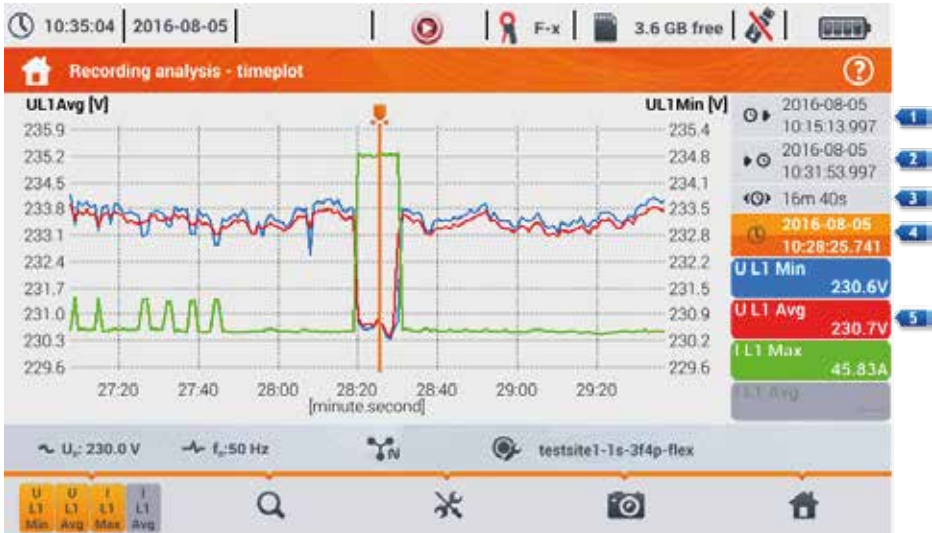 10:35:04 2016-08-05 F-x 3.6 GB free
Recording analysis - timeplot ?
UL1Avg [V] UL1Min [V]
235.9 235.4
235.2 234.8
234.5 234.1
233.8 233.5
233.1 232.8
232.4 232.2
231.7 231.5
231.0 230.9
230.3 230.2
229.6 229.6
27:20 27:40 28:00 28:20 28:40 29:00 29:20
[minute.second]
2016-08-05
10:15:13.997
1
2016-08-05
10:31:53.997
2
16m 40s
3
2016-08-05
10:28:25.741
4
U L1 Min
230.6V
U L1 Avg
230.7V
5
I L1 Max
45.83A
I L1 Avg
Uₙ: 230.0 V fₙ:50 Hz N testsite1-1s-3f4p-flex
U U I I
L1 L1 L1 L1
Min Avg Max Avg